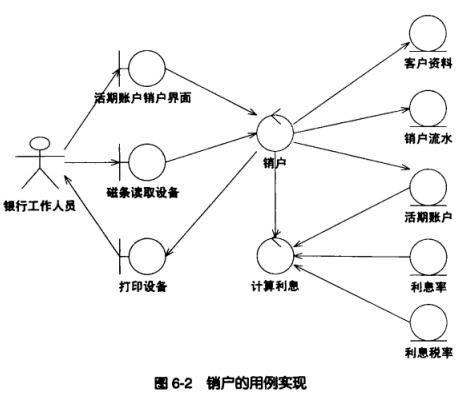 客户资料
活期账户销户界面
销户流水
销户
银行工作人员
磁条读取设备
活期账户
打印设备
计算利息
利息率
利息税率
图 6-2 销户的用例实现